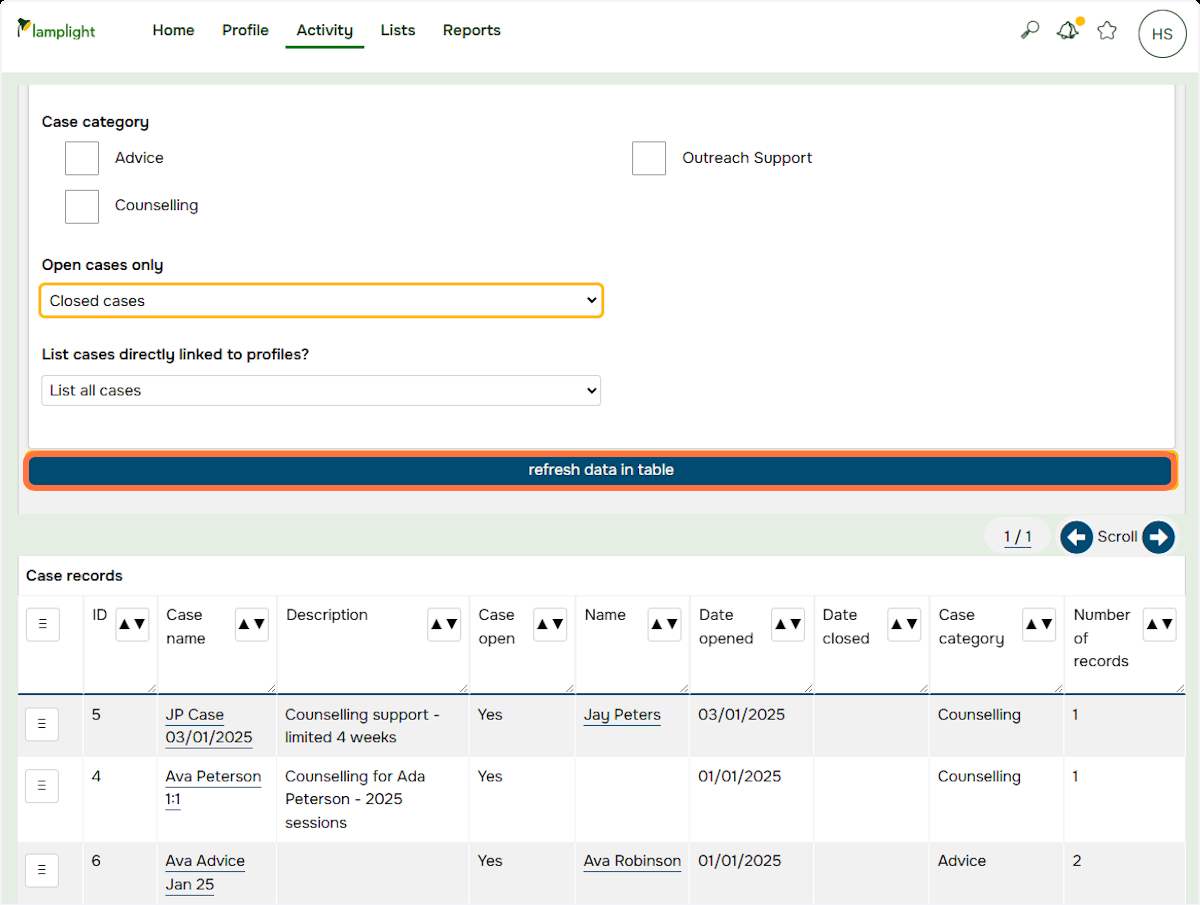 lamplight Home Profile Activity Lists Reports HS
Case category
Advice Outreach Support
Counselling
Open cases only
Closed cases
List cases directly linked to profiles?
List all cases
refresh data in table
1 / 1 Scroll
Case records
ID Case name Description Case open Name Date opened Date closed Case category Number of records
5 JP Case 03/01/2025 Counselling support - limited 4 weeks Yes Jay Peters 03/01/2025 Counselling 1
4 Ava Peterson 1:1 Counselling for Ada Peterson - 2025 sessions Yes 01/01/2025 Counselling 1
6 Ava Advice Jan 25 Yes Ava Robinson 01/01/2025 Advice 2